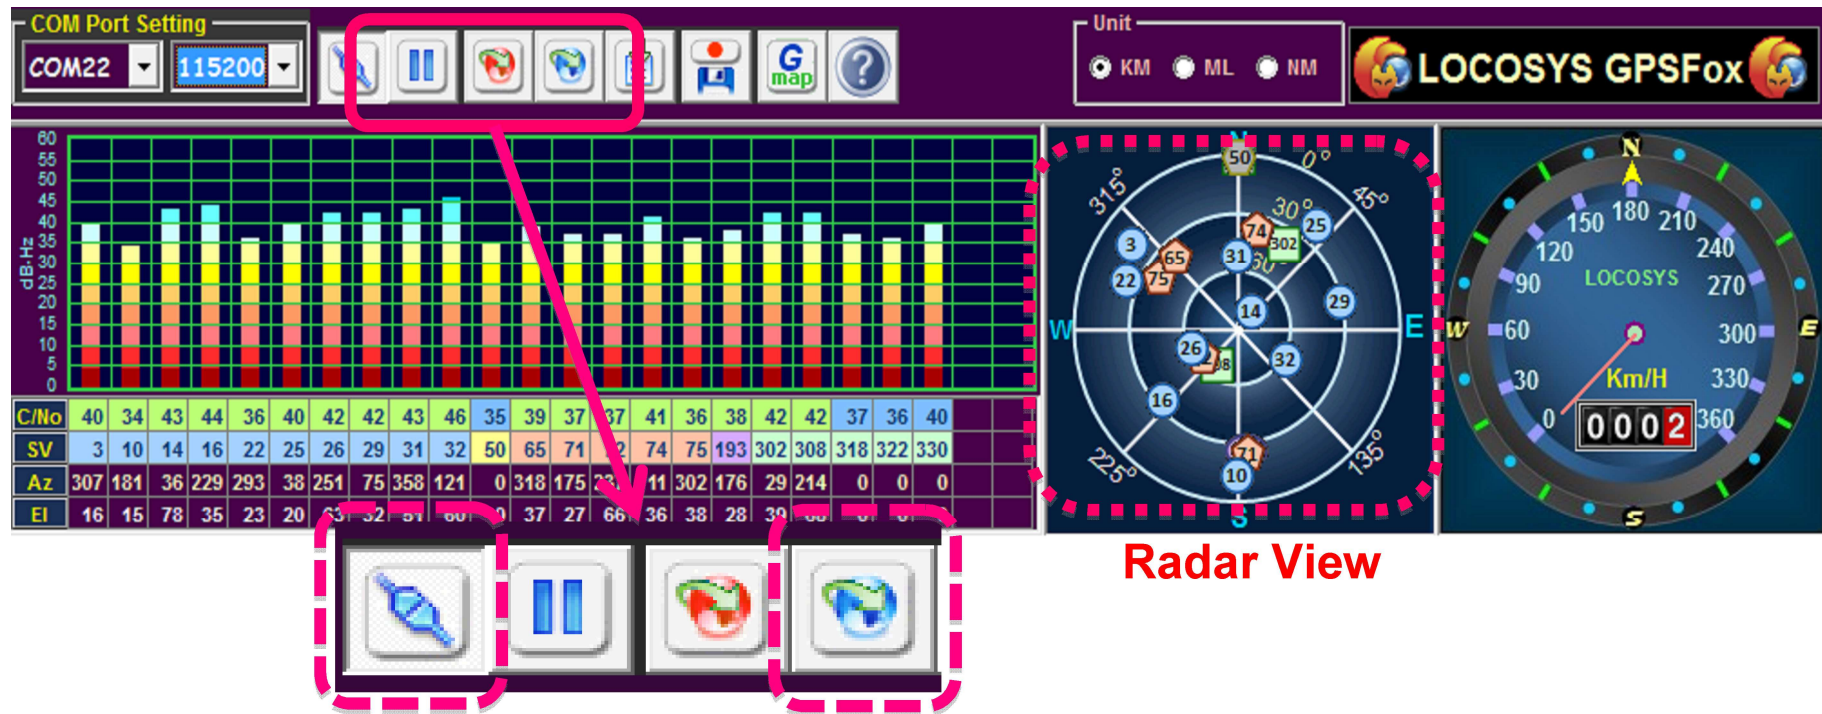 COM Port Setting
COM22
115200
G
map
?
Unit
KM
ML
NM
LOCOSYS GPSFox
60
55
50
45
40
35
30
25
20
15
10
5
0
dB-Hz
C/No 40 34 43 44 36 40 42 42 43 46 35 39 37 37 41 36 38 42 42 37 36 40
SV 3 10 14 16 22 25 26 29 31 32 50 65 71 74 75 193 302 308 318 322 330
Az 307 181 36 229 293 38 251 75 358 121 0 318 175 302 176 29 214 0 0 0
El 16 15 78 35 23 20 37 27 66 36 38 28
N
50
0°
315°
45°
30°
25
74
302
3
31
65
22
75
29
14
W
E
26
32
16
71
10
225°
135°
S
Radar View
N
150 180 210
120 240
LOCOSYS
90 270
W 60 300 E
30 Km/H 330
0 0002 360
S